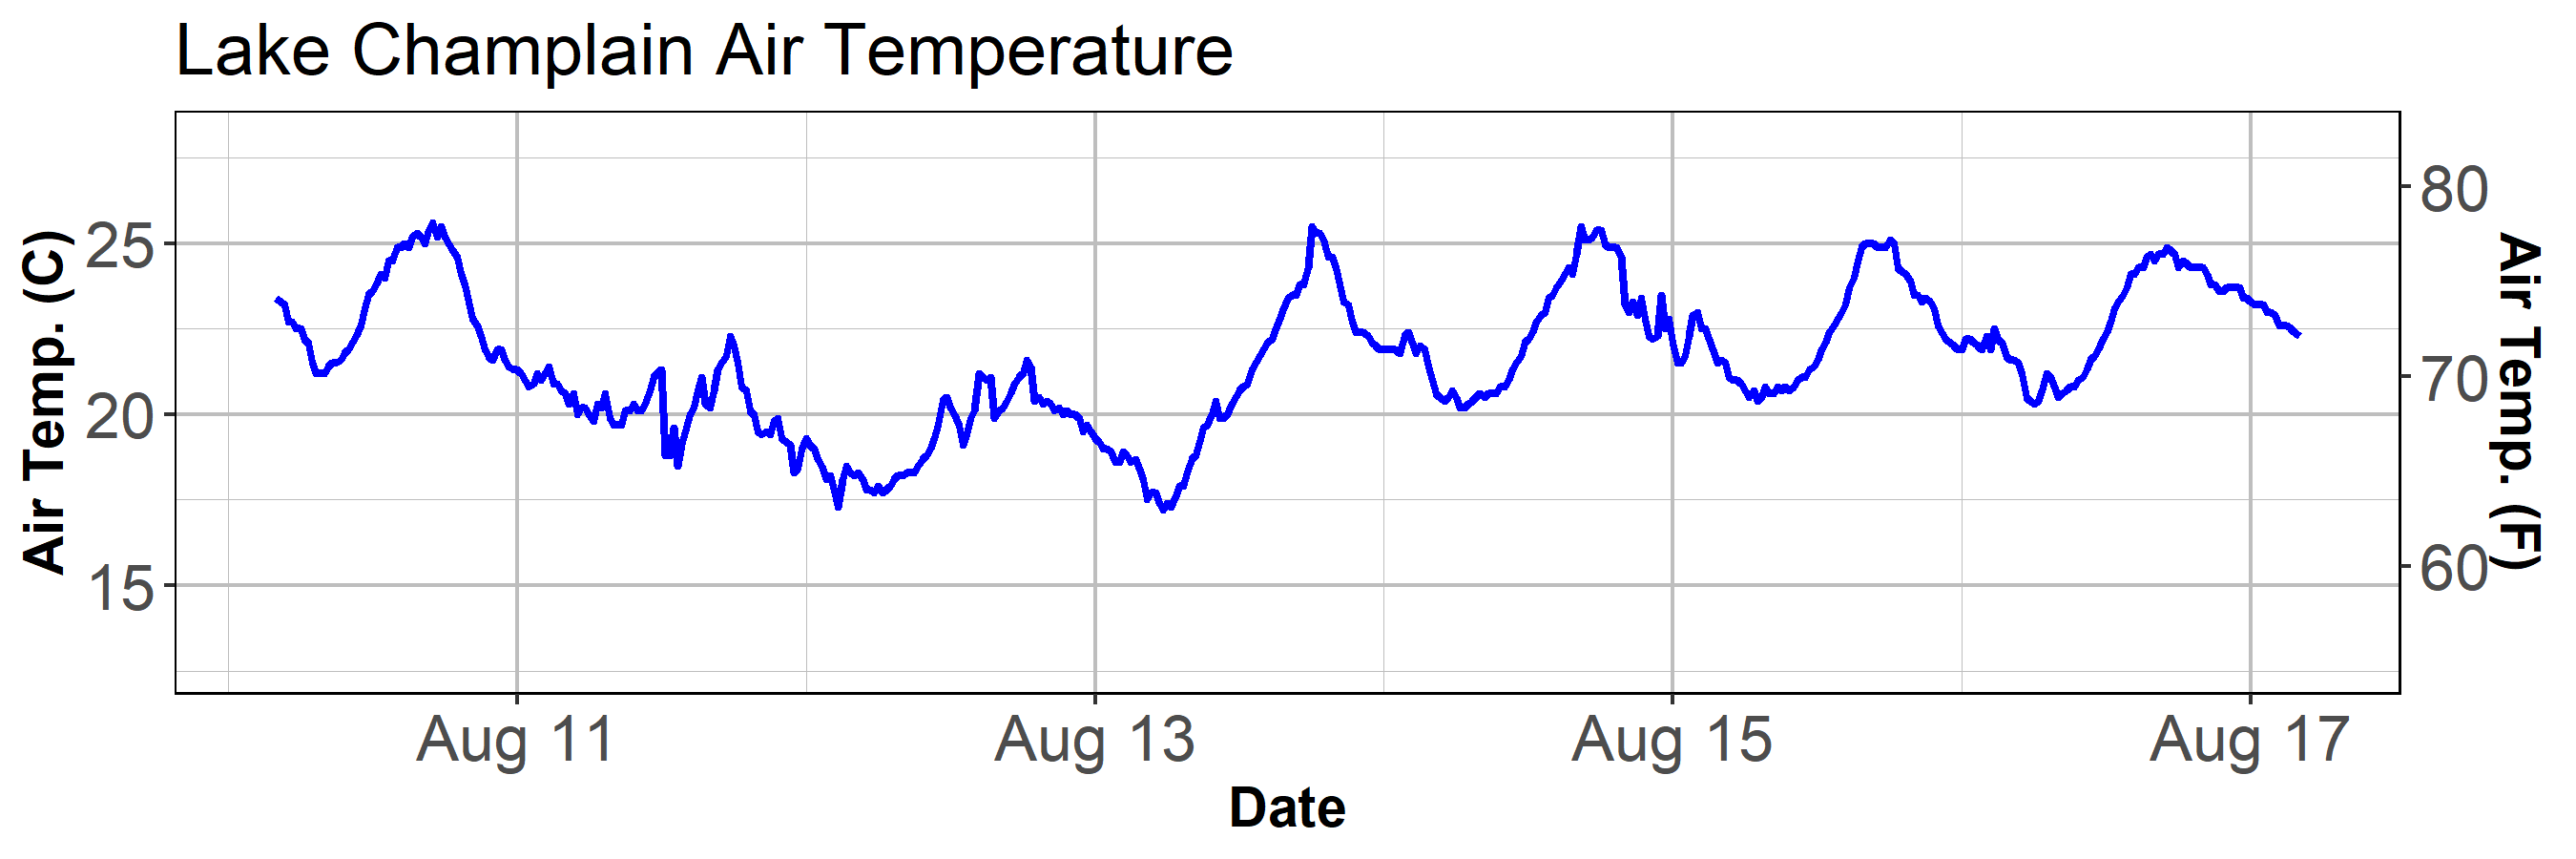 Lake Champlain Air Temperature
Air Temp. (C)
25
20
15
80
70
60
Air Temp. (F)
Aug 11
Aug 13
Aug 15
Aug 17
Date